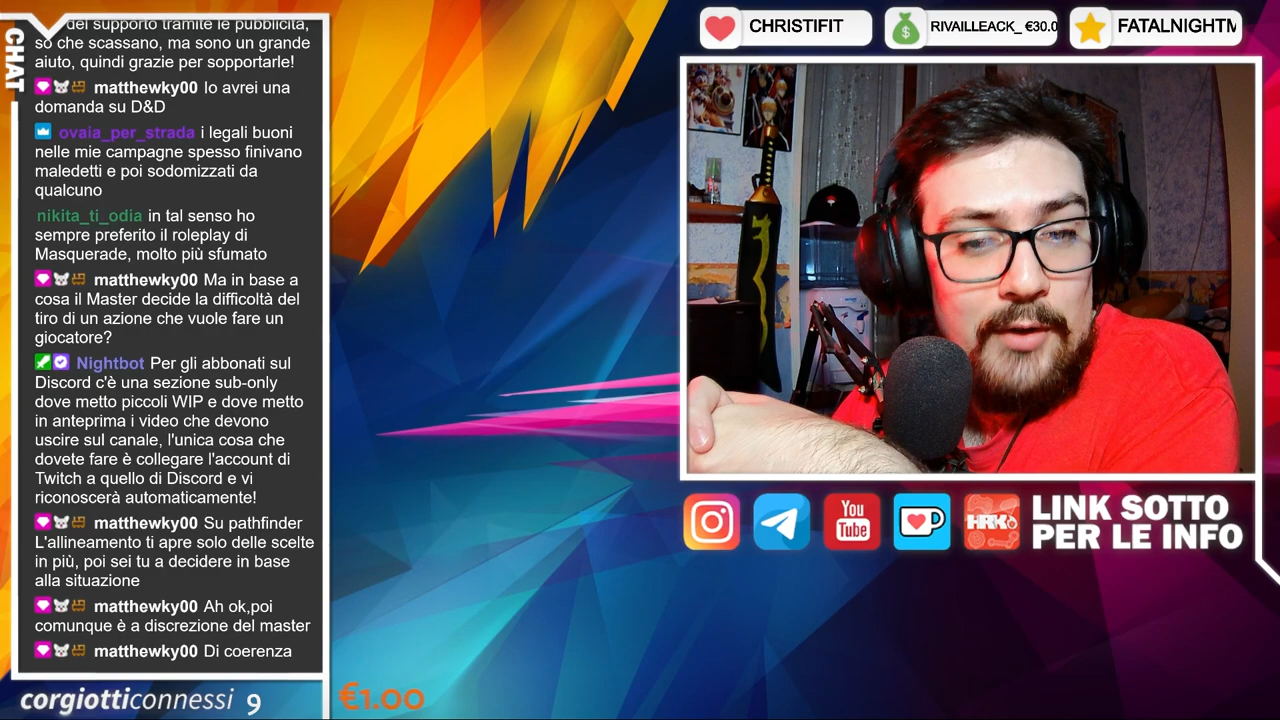 CHAT
del supporto tramite le pubblicità,
so che scassano, ma sono un grande
aiuto, quindi grazie per sopportarle!
matthewky00 Io avrei una
domanda su D&D
ovaia_per_strada i legali buoni
nelle mie campagne spesso finivano
maledetti e poi sodomizzati da
qualcuno
nikita_ti_odia in tal senso ho
sempre preferito il roleplay di
Masquerade, molto più sfumato
matthewky00 Ma in base a
cosa il Master decide la difficoltà del
tiro di un azione che vuole fare un
giocatore?
Nightbot Per gli abbonati sul
Discord c'è una sezione sub-only
dove metto piccoli WIP e dove metto
in anteprima i video che devono
uscire sul canale, l'unica cosa che
dovete fare è collegare l'account di
Twitch a quello di Discord e vi
riconoscerà automaticamente!
matthewky00 Su pathfinder
L'allineamento ti apre solo delle scelte
in più, poi sei tu a decidere in base
alla situazione
matthewky00 Ah ok,poi
comunque è a discrezione del master
matthewky00 Di coerenza
corgiotticonnessi 9
€1.00
CHRISTIFIT
RIVAILLEACK_ €30.0
FATALNIGHTM
You
Tube
HRK
LINK SOTTO
PER LE INFO